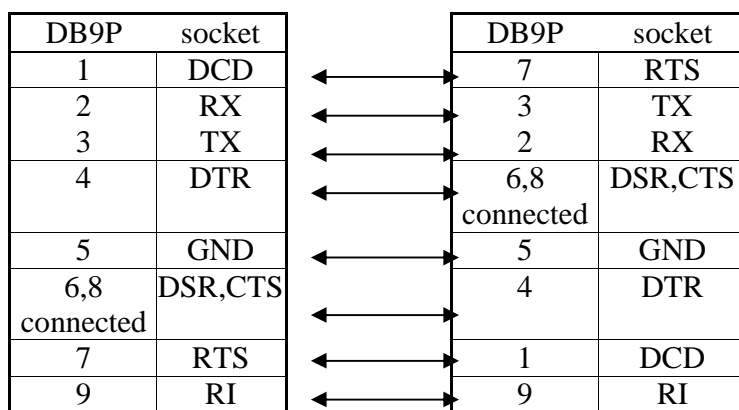 DB9P socket DB9P socket
1 DCD 7 RTS
2 RX 3 TX
3 TX 2 RX
4 DTR 6,8 DSR,CTS
connected
5 GND 5 GND
6,8 DSR,CTS 4 DTR
connected
7 RTS 1 DCD
9 RI 9 RI